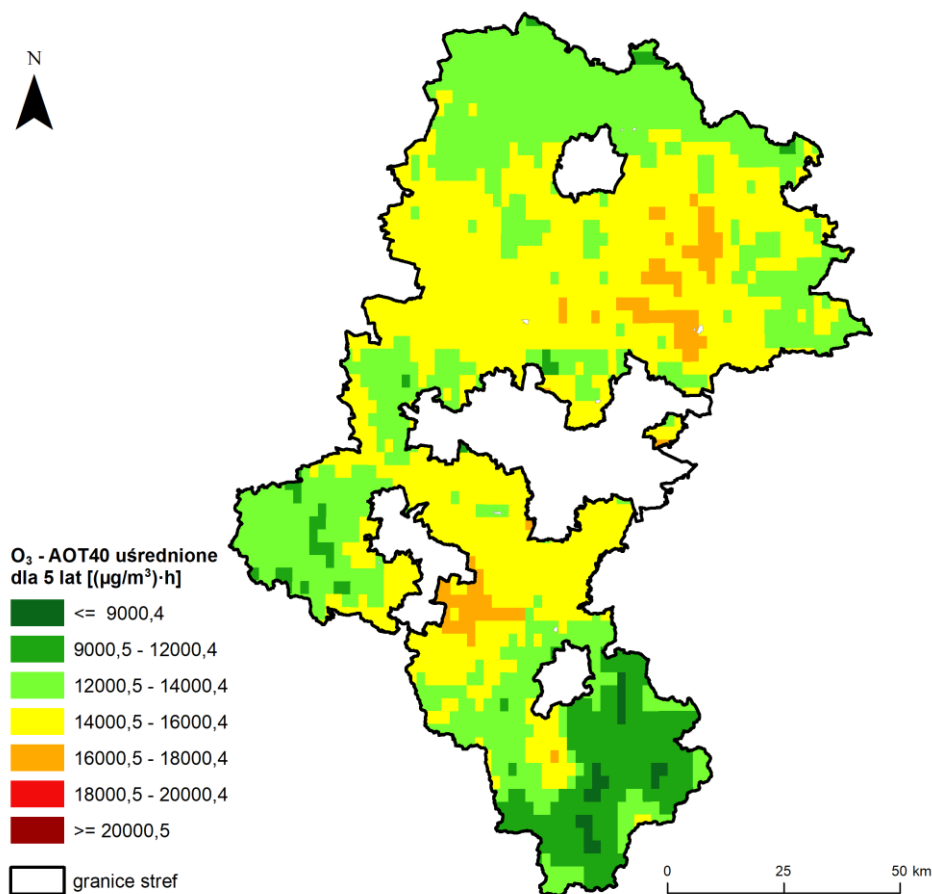 N
O₃ - AOT40 uśrednione
dla 5 lat [(µg/m³)·h]
<= 9000,4
9000,5 - 12000,4
12000,5 - 14000,4
14000,5 - 16000,4
16000,5 - 18000,4
18000,5 - 20000,4
>= 20000,5
granice stref
0 25 50 km